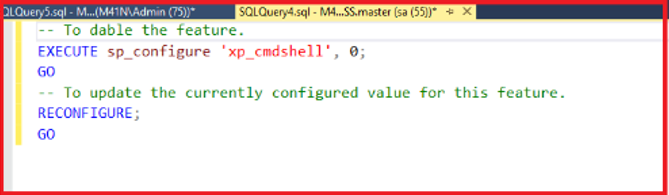 QLQuery5.sql - M...(M41N\Admin (75))* SQLQuery4.sql - M4...SS.master (sa (55))*
-- To dable the feature.
EXECUTE sp_configure 'xp_cmdshell', 0;
GO
-- To update the currently configured value for this feature.
RECONFIGURE;
GO